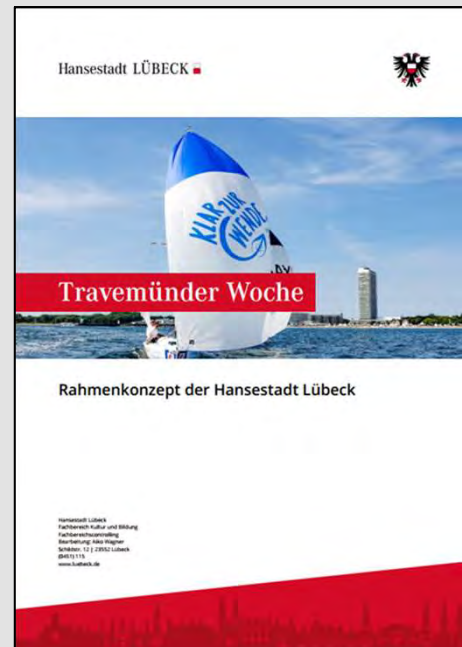 Hansestadt LÜBECK
KLAR ZUR
WENDE
Travemünder Woche
Rahmenkonzept der Hansestadt Lübeck
Hansestadt Lübeck
Fachbereich Kultur und Bildung
Fachbereichscontrolling
Bearbeitung: Aiko Wagner
Schildstr. 12 | 23552 Lübeck
(0451) 115
www.luebeck.de